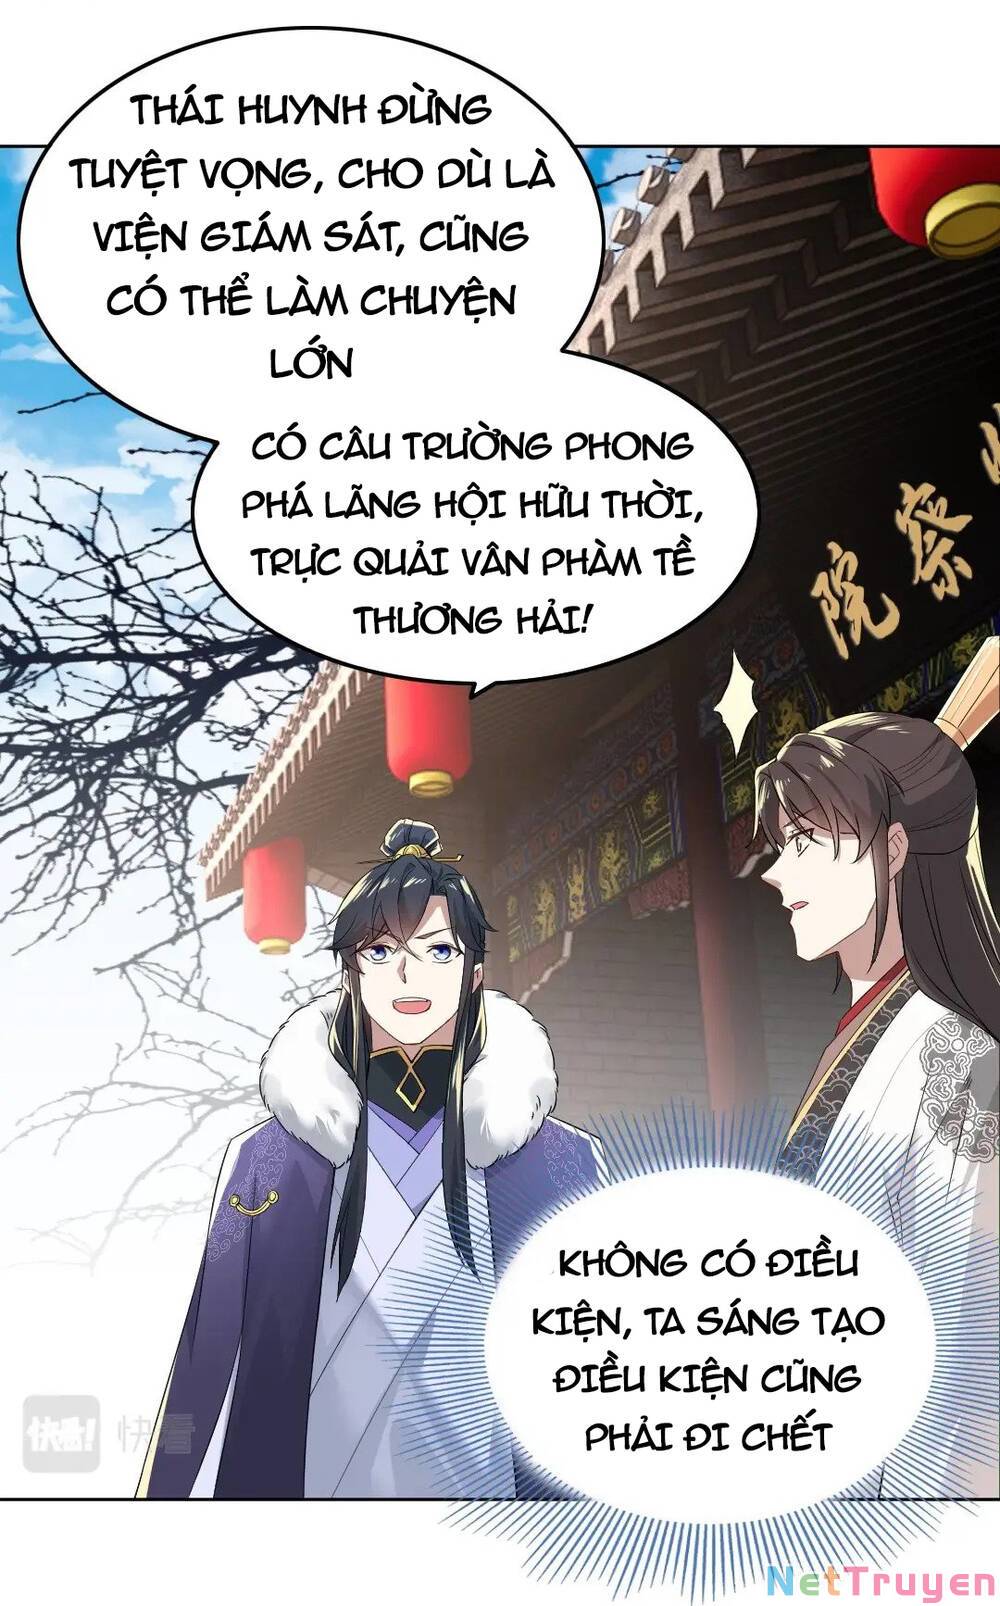 THÁI HUYNH ĐỪNG
TUYỆT VỌNG, CHO DÙ LÀ
VIỆN GIÁM SÁT, CŨNG
CÓ THỂ LÀM CHUYỆN
LỚN
CÓ CÂU TRƯỜNG PHONG
PHÁ LÃNG HỘI HỮU THỜI,
TRỰC QUẢI VÂN PHÀM TỀ
THƯƠNG HẢI!
察院
KHÔNG CÓ ĐIỀU
KIỆN, TA SÁNG TẠO
ĐIỀU KIỆN CŨNG
PHẢI ĐI CHẾT
快看! 快看
NetTruyen